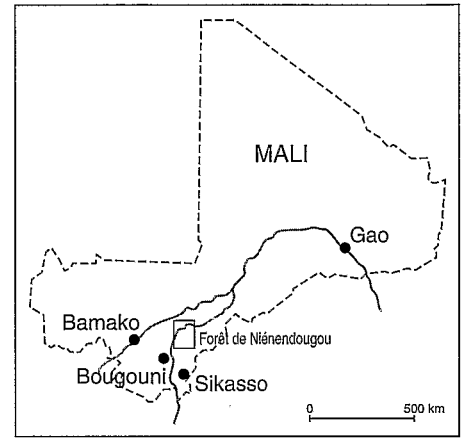 MALI
Gao
Bamako
Forêt de Niénendougou
Bougouni
Sikasso
0 500 km